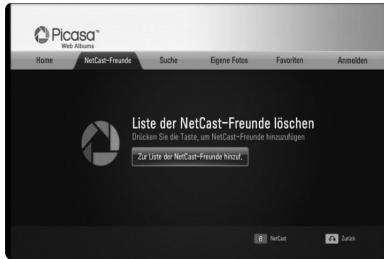 Picasa™
Web Albums
Home NetCast-Freunde Suche Eigene Fotos Favoriten Anmelden
Liste der NetCast-Freunde löschen
Drücken Sie die Taste, um NetCast-Freunde hinzuzufügen
Zur Liste der NetCast-Freunde hinzuf.
NetCast Zurück